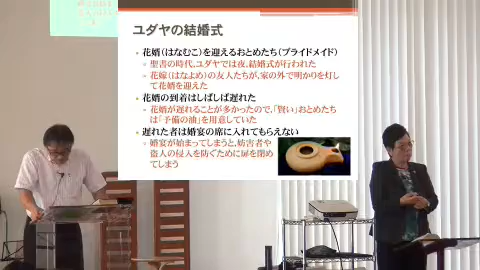 ユダヤの結婚式
• 花婿(はなむこ)を迎えるおとめたち(ブライドメイド)
• 聖書の時代、ユダヤでは夜、結婚式が行われた
• 花嫁(はなよめ)の友人たちが、家の外で明かりを灯し
て花婿を迎えた
• 花婿の到着はしばしば遅れた
• 花婿が遅れることが多かったので、「賢い」おとめたち
は「予備の油」を用意していた
• 遅れた者は婚宴の席に入れてもらえない
• 婚宴が始まってしまうと、妨害者や
盗人の侵入を防ぐために扉を閉め
てしまう